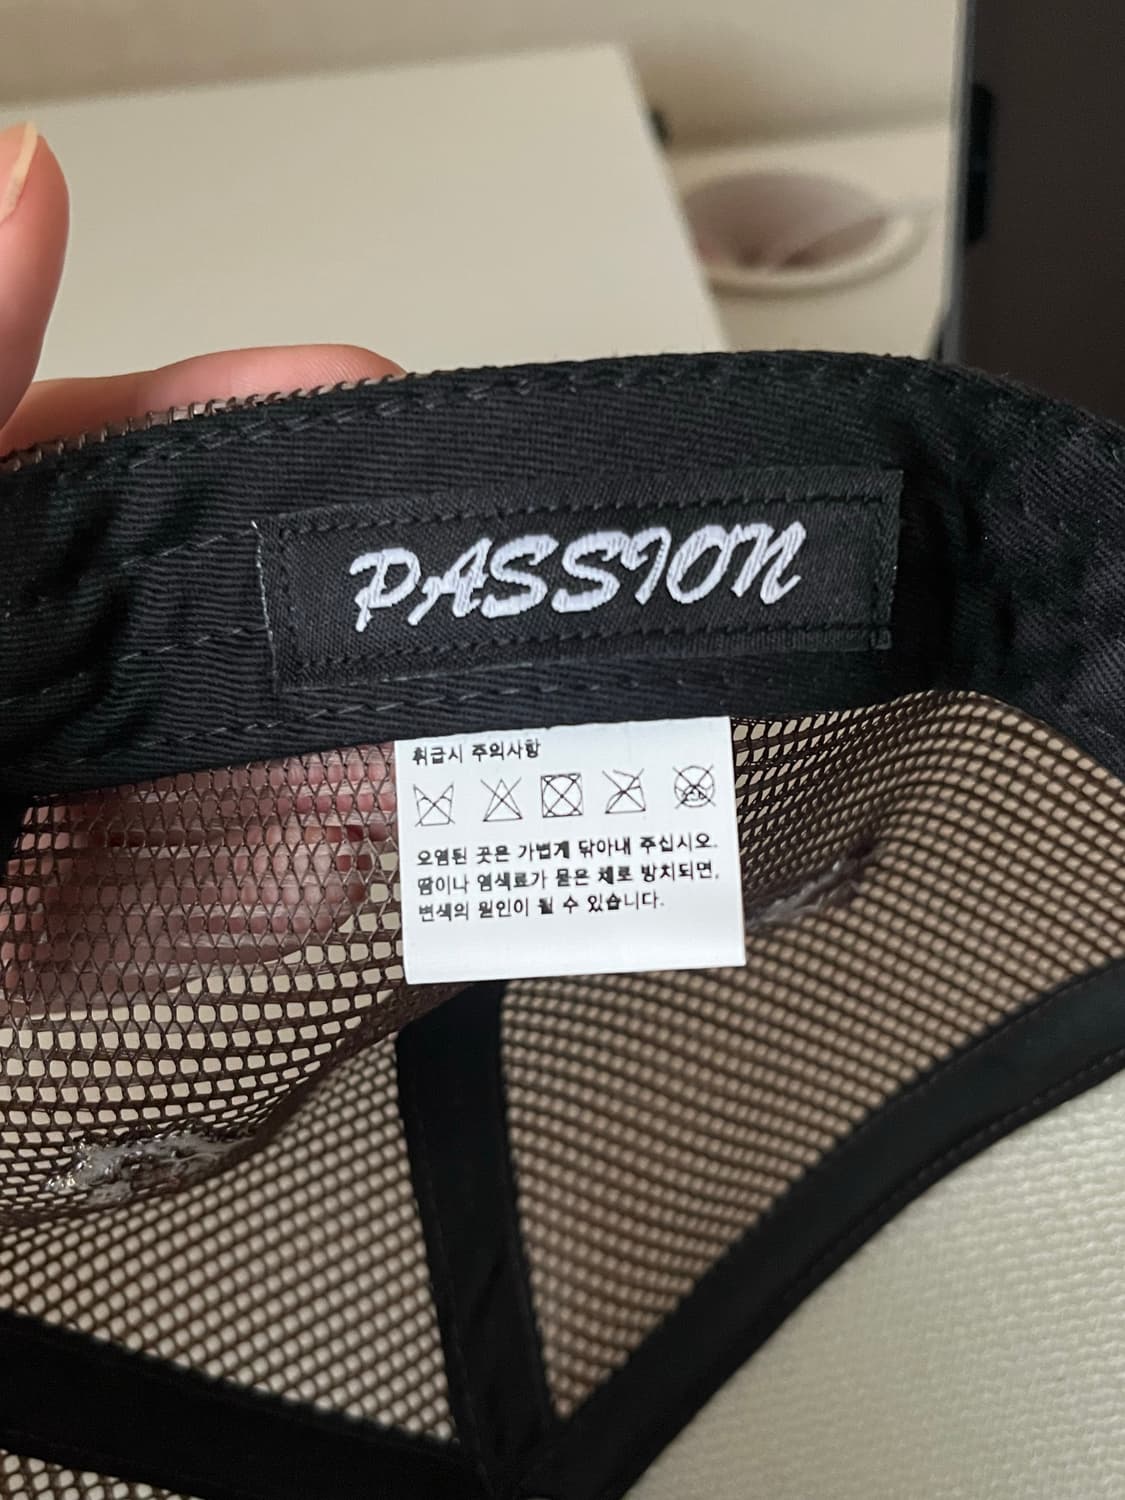 PASSION
취급시 주의사항
오염된 곳은 가볍게 닦아내 주십시오.
땀이나 염색료가 묻은 채로 방치되면,
변색의 원인이 될 수 있습니다.